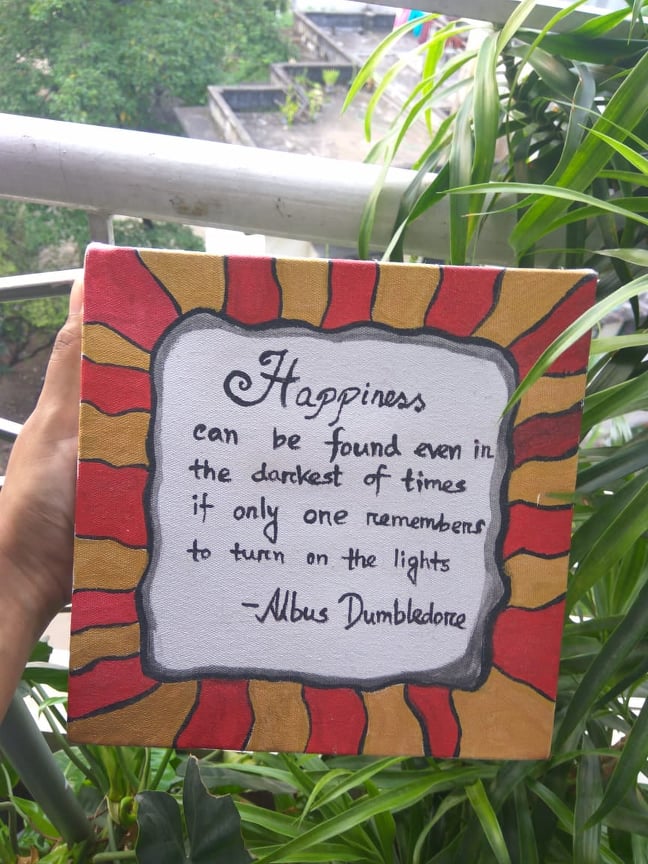 Happiness
can be found even in
the darkest of times
if only one remembers
to turn on the lights
-Albus Dumbledore